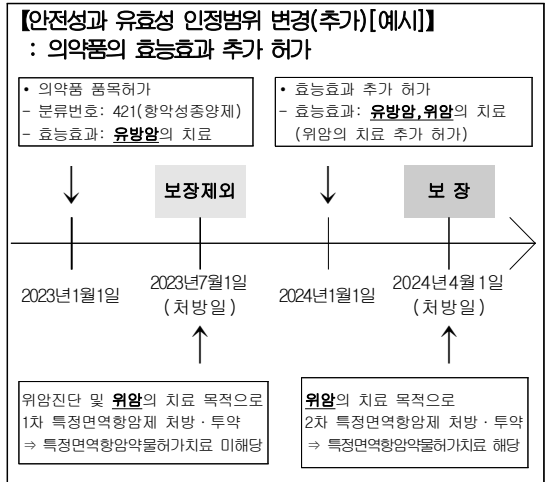 【안전성과 유효성 인정범위 변경(추가)[예시]】
: 의약품의 효능효과 추가 허가
• 의약품 품목허가
- 분류번호: 421(항악성종양제)
- 효능효과: 유방암의 치료
• 효능효과 추가 허가
- 효능효과: 유방암,위암의 치료
(위암의 치료 추가 허가)
보장제외
보 장
2023년1월1일
2023년7월1일
(처방일)
2024년1월1일
2024년4월1일
(처방일)
위암진단 및 위암의 치료 목적으로
1차 특정면역항암제 처방 · 투약
⇒ 특정면역항암약물허가치료 미해당
위암의 치료 목적으로
2차 특정면역항암제 처방 · 투약
⇒ 특정면역항암약물허가치료 해당